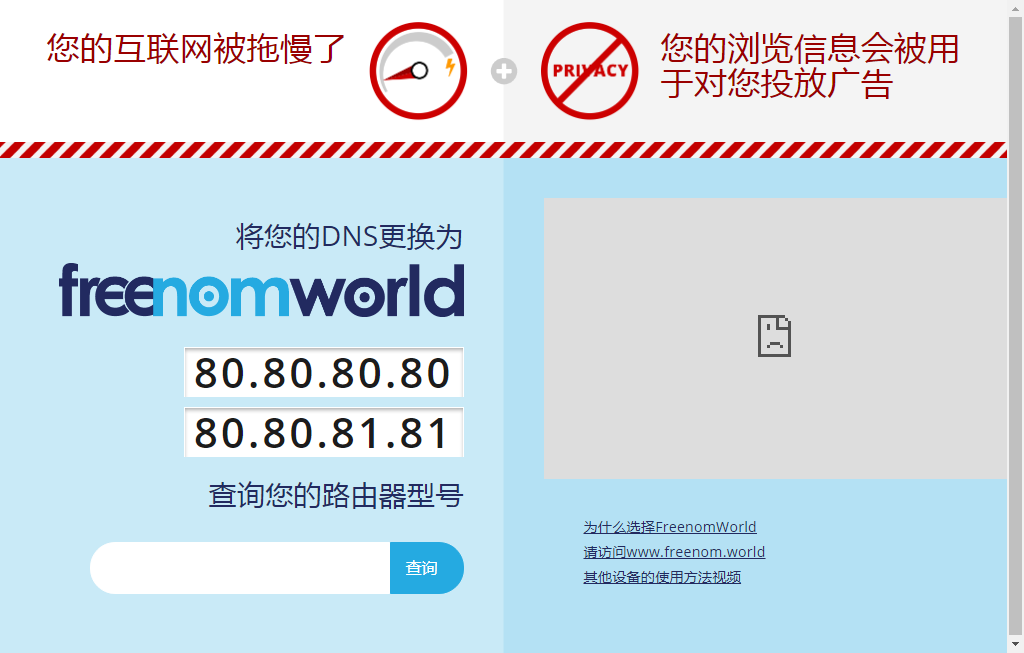 您的互联网被拖慢了
PRIVACY
您的浏览信息会被用
于对您投放广告
将您的DNS更换为
freenomworld
80.80.80.80
80.80.81.81
查询您的路由器型号
查询
为什么选择FreenomWorld
请访问www.freenom.world
其他设备的使用方法视频